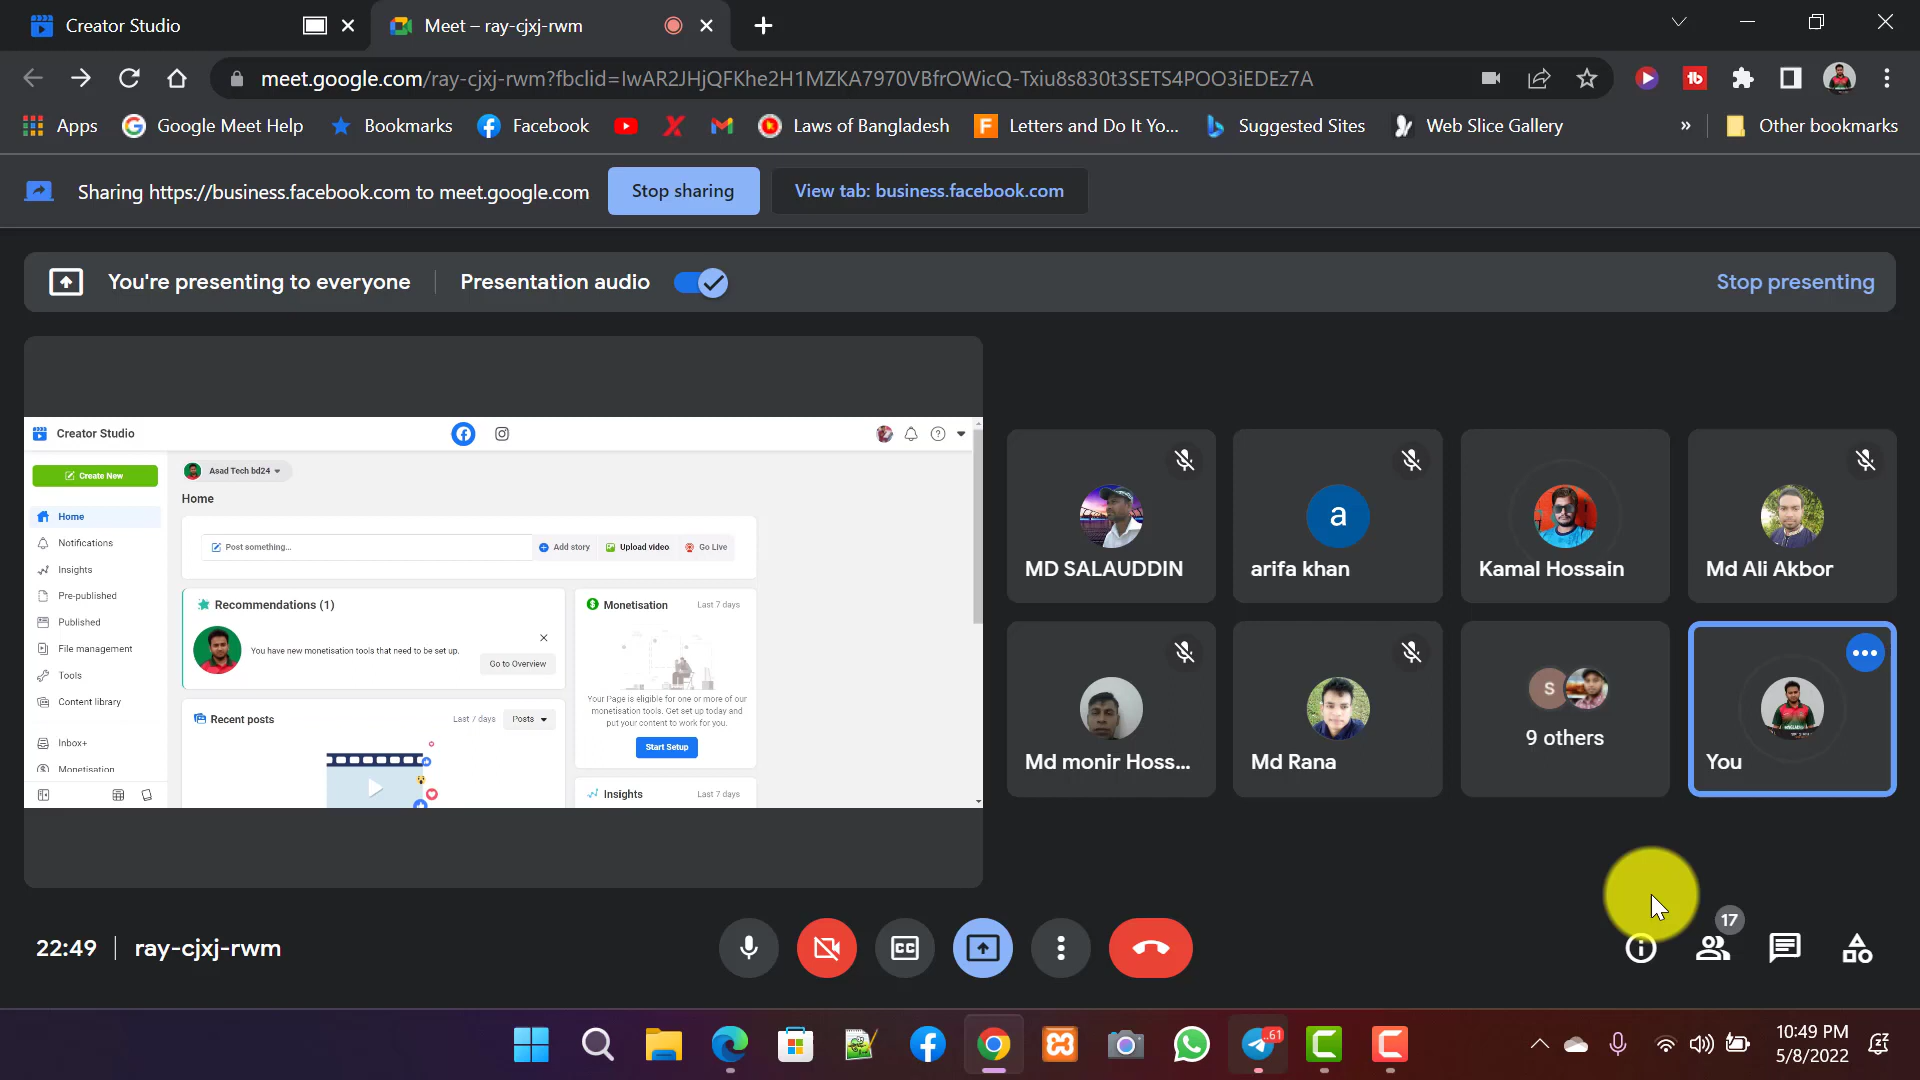 Creator Studio
Meet – ray-cjxj-rwm
meet.google.com/ray-cjxj-rwm?fbclid=IwAR2JHjQFKhe2H1MZKA7970VBfrOWicQ-Txiu8s830t3SETS4POO3iEDEz7A
Apps
Google Meet Help
Bookmarks
Facebook
Laws of Bangladesh
Letters and Do It Yo...
Suggested Sites
Web Slice Gallery
»
Other bookmarks
Sharing https://business.facebook.com to meet.google.com
Stop sharing
View tab: business.facebook.com
You're presenting to everyone
Presentation audio
Stop presenting
Creator Studio
Create New
Asad Tech bd24
Home
Home
Notifications
Insights
Pre-published
Published
File management
Tools
Content library
Inbox+
Monetisation
Post something...
Add story
Upload video
Go Live
Recommendations (1)
You have new monetisation tools that need to be set up.
Go to Overview
Monetisation
Last 7 days
Your Page is eligible for one or more of our
monetisation tools. Get set up today and
put your content to work for you.
Start Setup
Recent posts
Last 7 days
Posts
Insights
Last 7 days
MD SALAUDDIN
a
arifa khan
Kamal Hossain
Md Ali Akbor
Md monir Hoss...
Md Rana
S
9 others
You
22:49
ray-cjxj-rwm
CC
17
..61
10:49 PM
5/8/2022